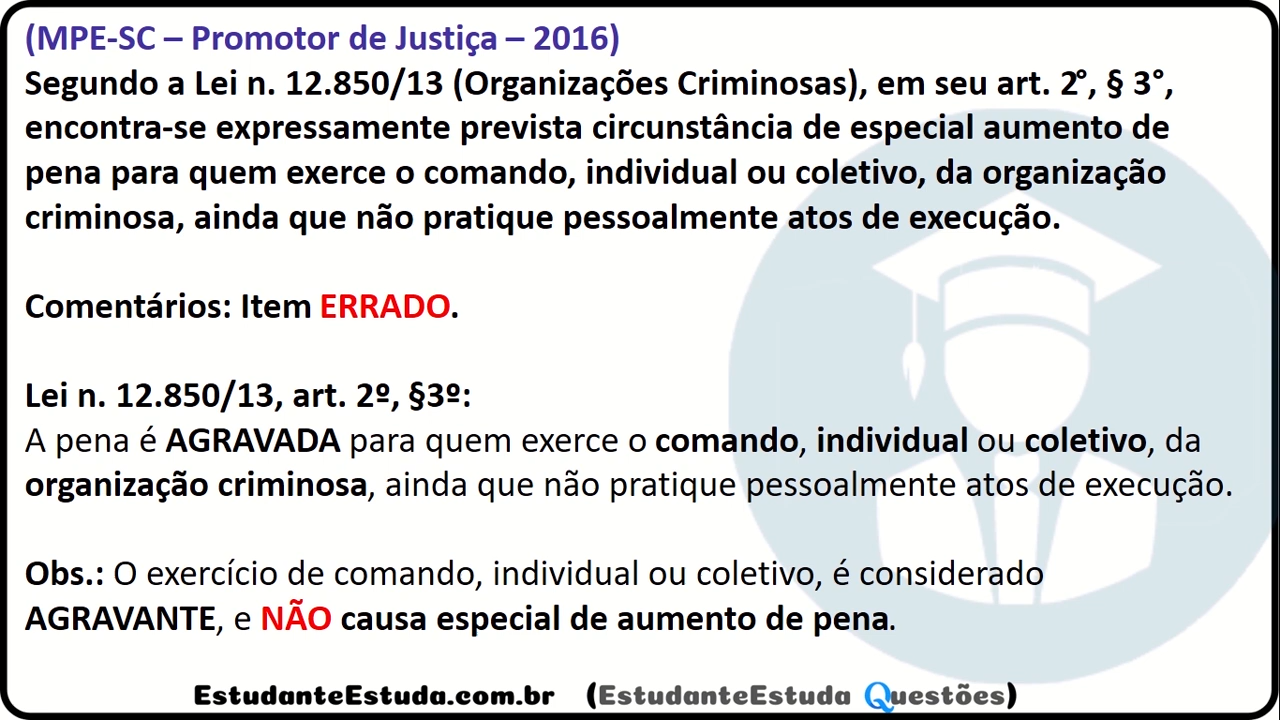 (MPE-SC – Promotor de Justiça – 2016)
Segundo a Lei n. 12.850/13 (Organizações Criminosas), em seu art. 2°, § 3°,
encontra-se expressamente prevista circunstância de especial aumento de
pena para quem exerce o comando, individual ou coletivo, da organização
criminosa, ainda que não pratique pessoalmente atos de execução.
Comentários: Item ERRADO.
Lei n. 12.850/13, art. 2º, §3º:
A pena é AGRAVADA para quem exerce o comando, individual ou coletivo, da
organização criminosa, ainda que não pratique pessoalmente atos de execução.
Obs.: O exercício de comando, individual ou coletivo, é considerado
AGRAVANTE, e NÃO causa especial de aumento de pena.
EstudanteEstuda.com.br (EstudanteEstuda Questões)